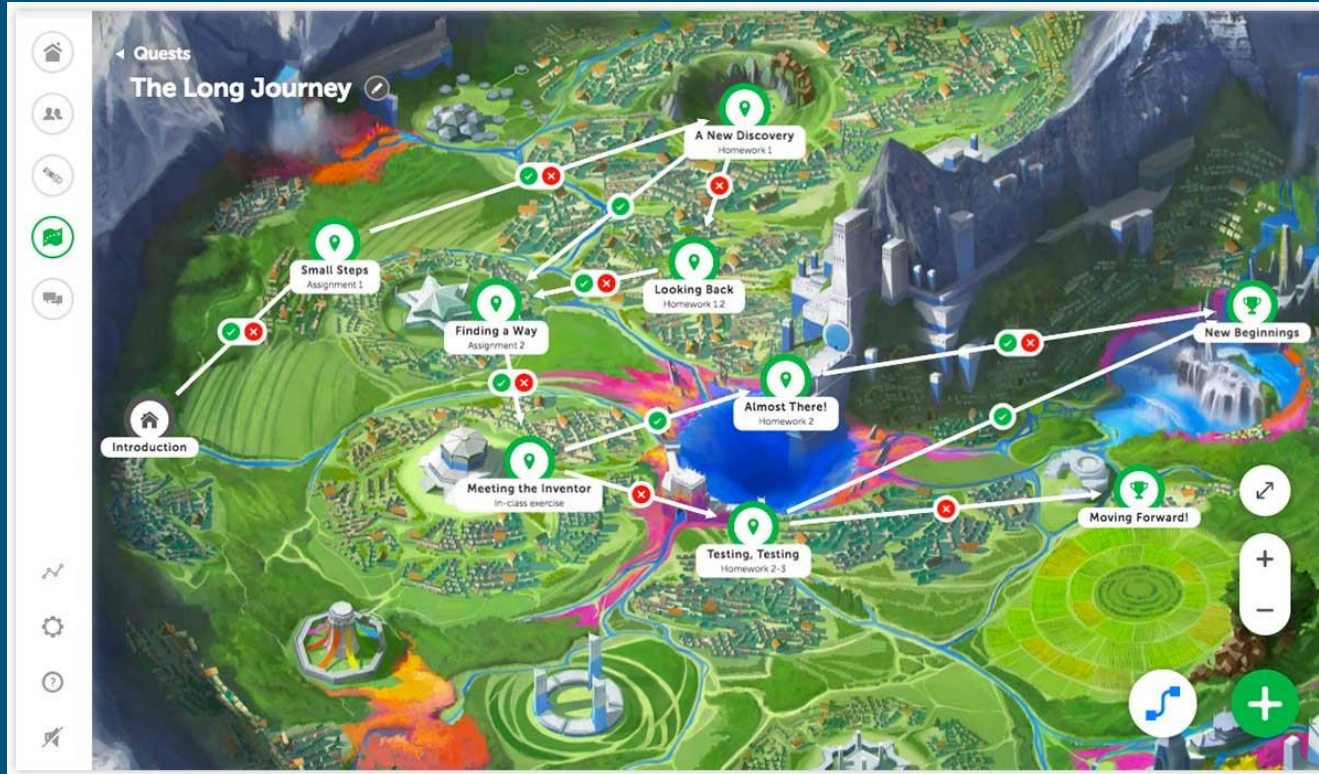 Quests
The Long Journey
A New Discovery
Homework 1
Small Steps
Assignment 1
Looking Back
Homework 1.2
Finding a Way
Assignment 2
New Beginnings
Almost There!
Homework 2
Introduction
Meeting the Inventor
In-class exercise
Moving Forward!
Testing, Testing
Homework 2-3